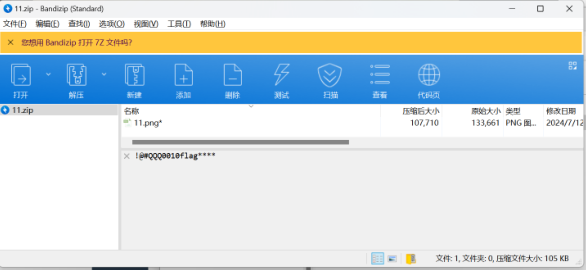 11.zip - Bandizip (Standard)
文件(F) 编辑(E) 查找(I) 选项(O) 视图(V) 工具(T) 帮助(H)
您想用 Bandizip 打开 7Z 文件吗?
打开 解压 新建 添加 删除 测试 扫描 查看 代码页
11.zip
名称 压缩后大小 原始大小 类型 修改日期
11.png* 107,710 133,661 PNG 图... 2024/7/12
!@#QQQ0010flag****
文件: 1, 文件夹: 0, 压缩文件大小: 105 KB